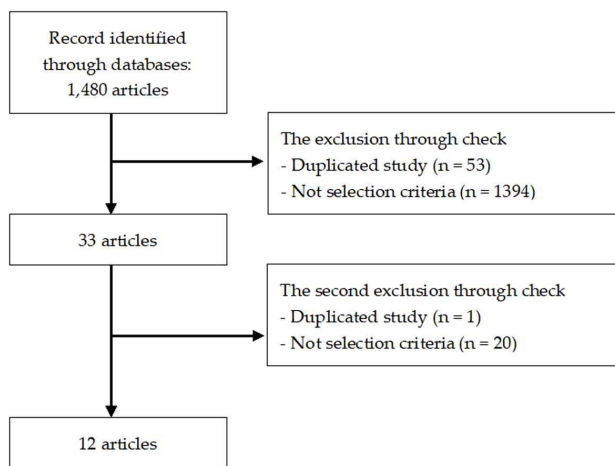 Record identified
through databases:
1,480 articles
The exclusion through check
- Duplicated study (n = 53)
- Not selection criteria (n = 1394)
33 articles
The second exclusion through check
- Duplicated study (n = 1)
- Not selection criteria (n = 20)
12 articles